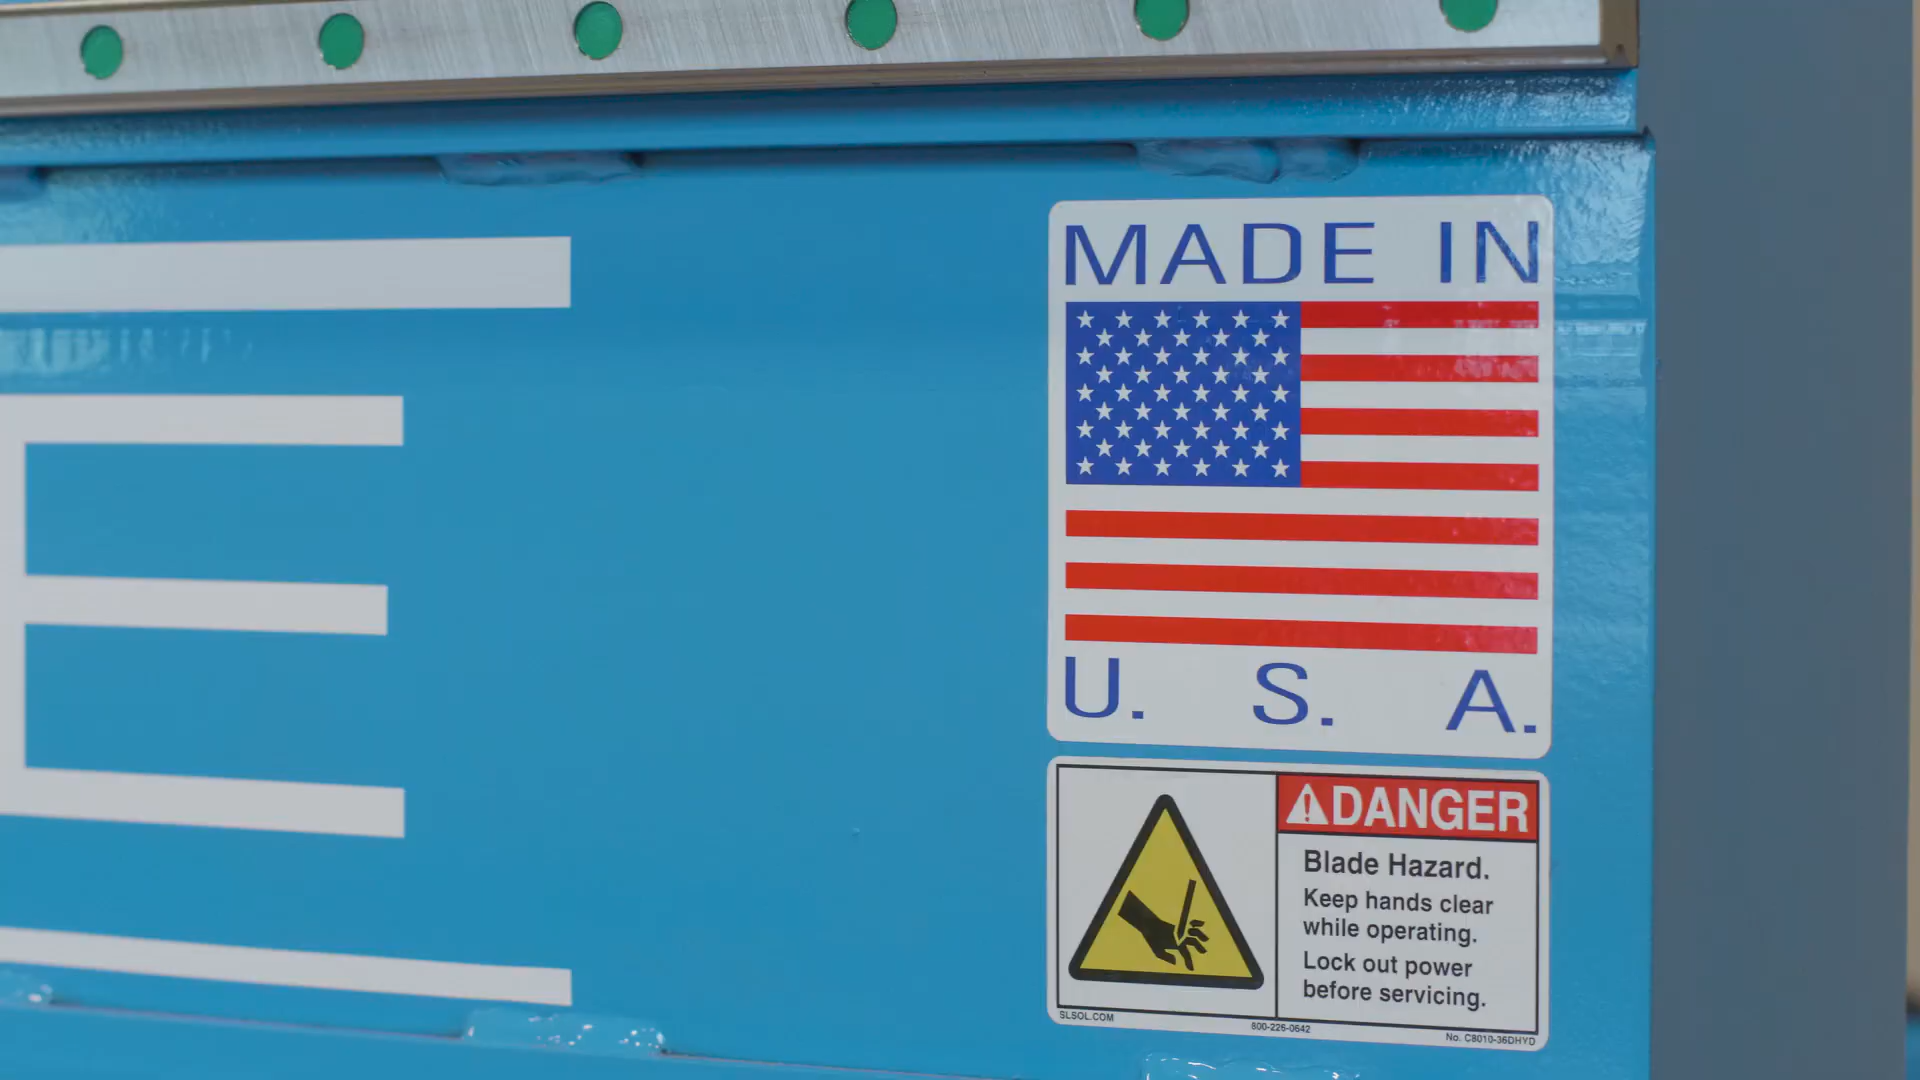 E
MADE IN
U. S. A.
DANGER
Blade Hazard.
Keep hands clear
while operating.
Lock out power
before servicing.
SLSOL.COM
800-226-0642
No. C8010-36DHYD